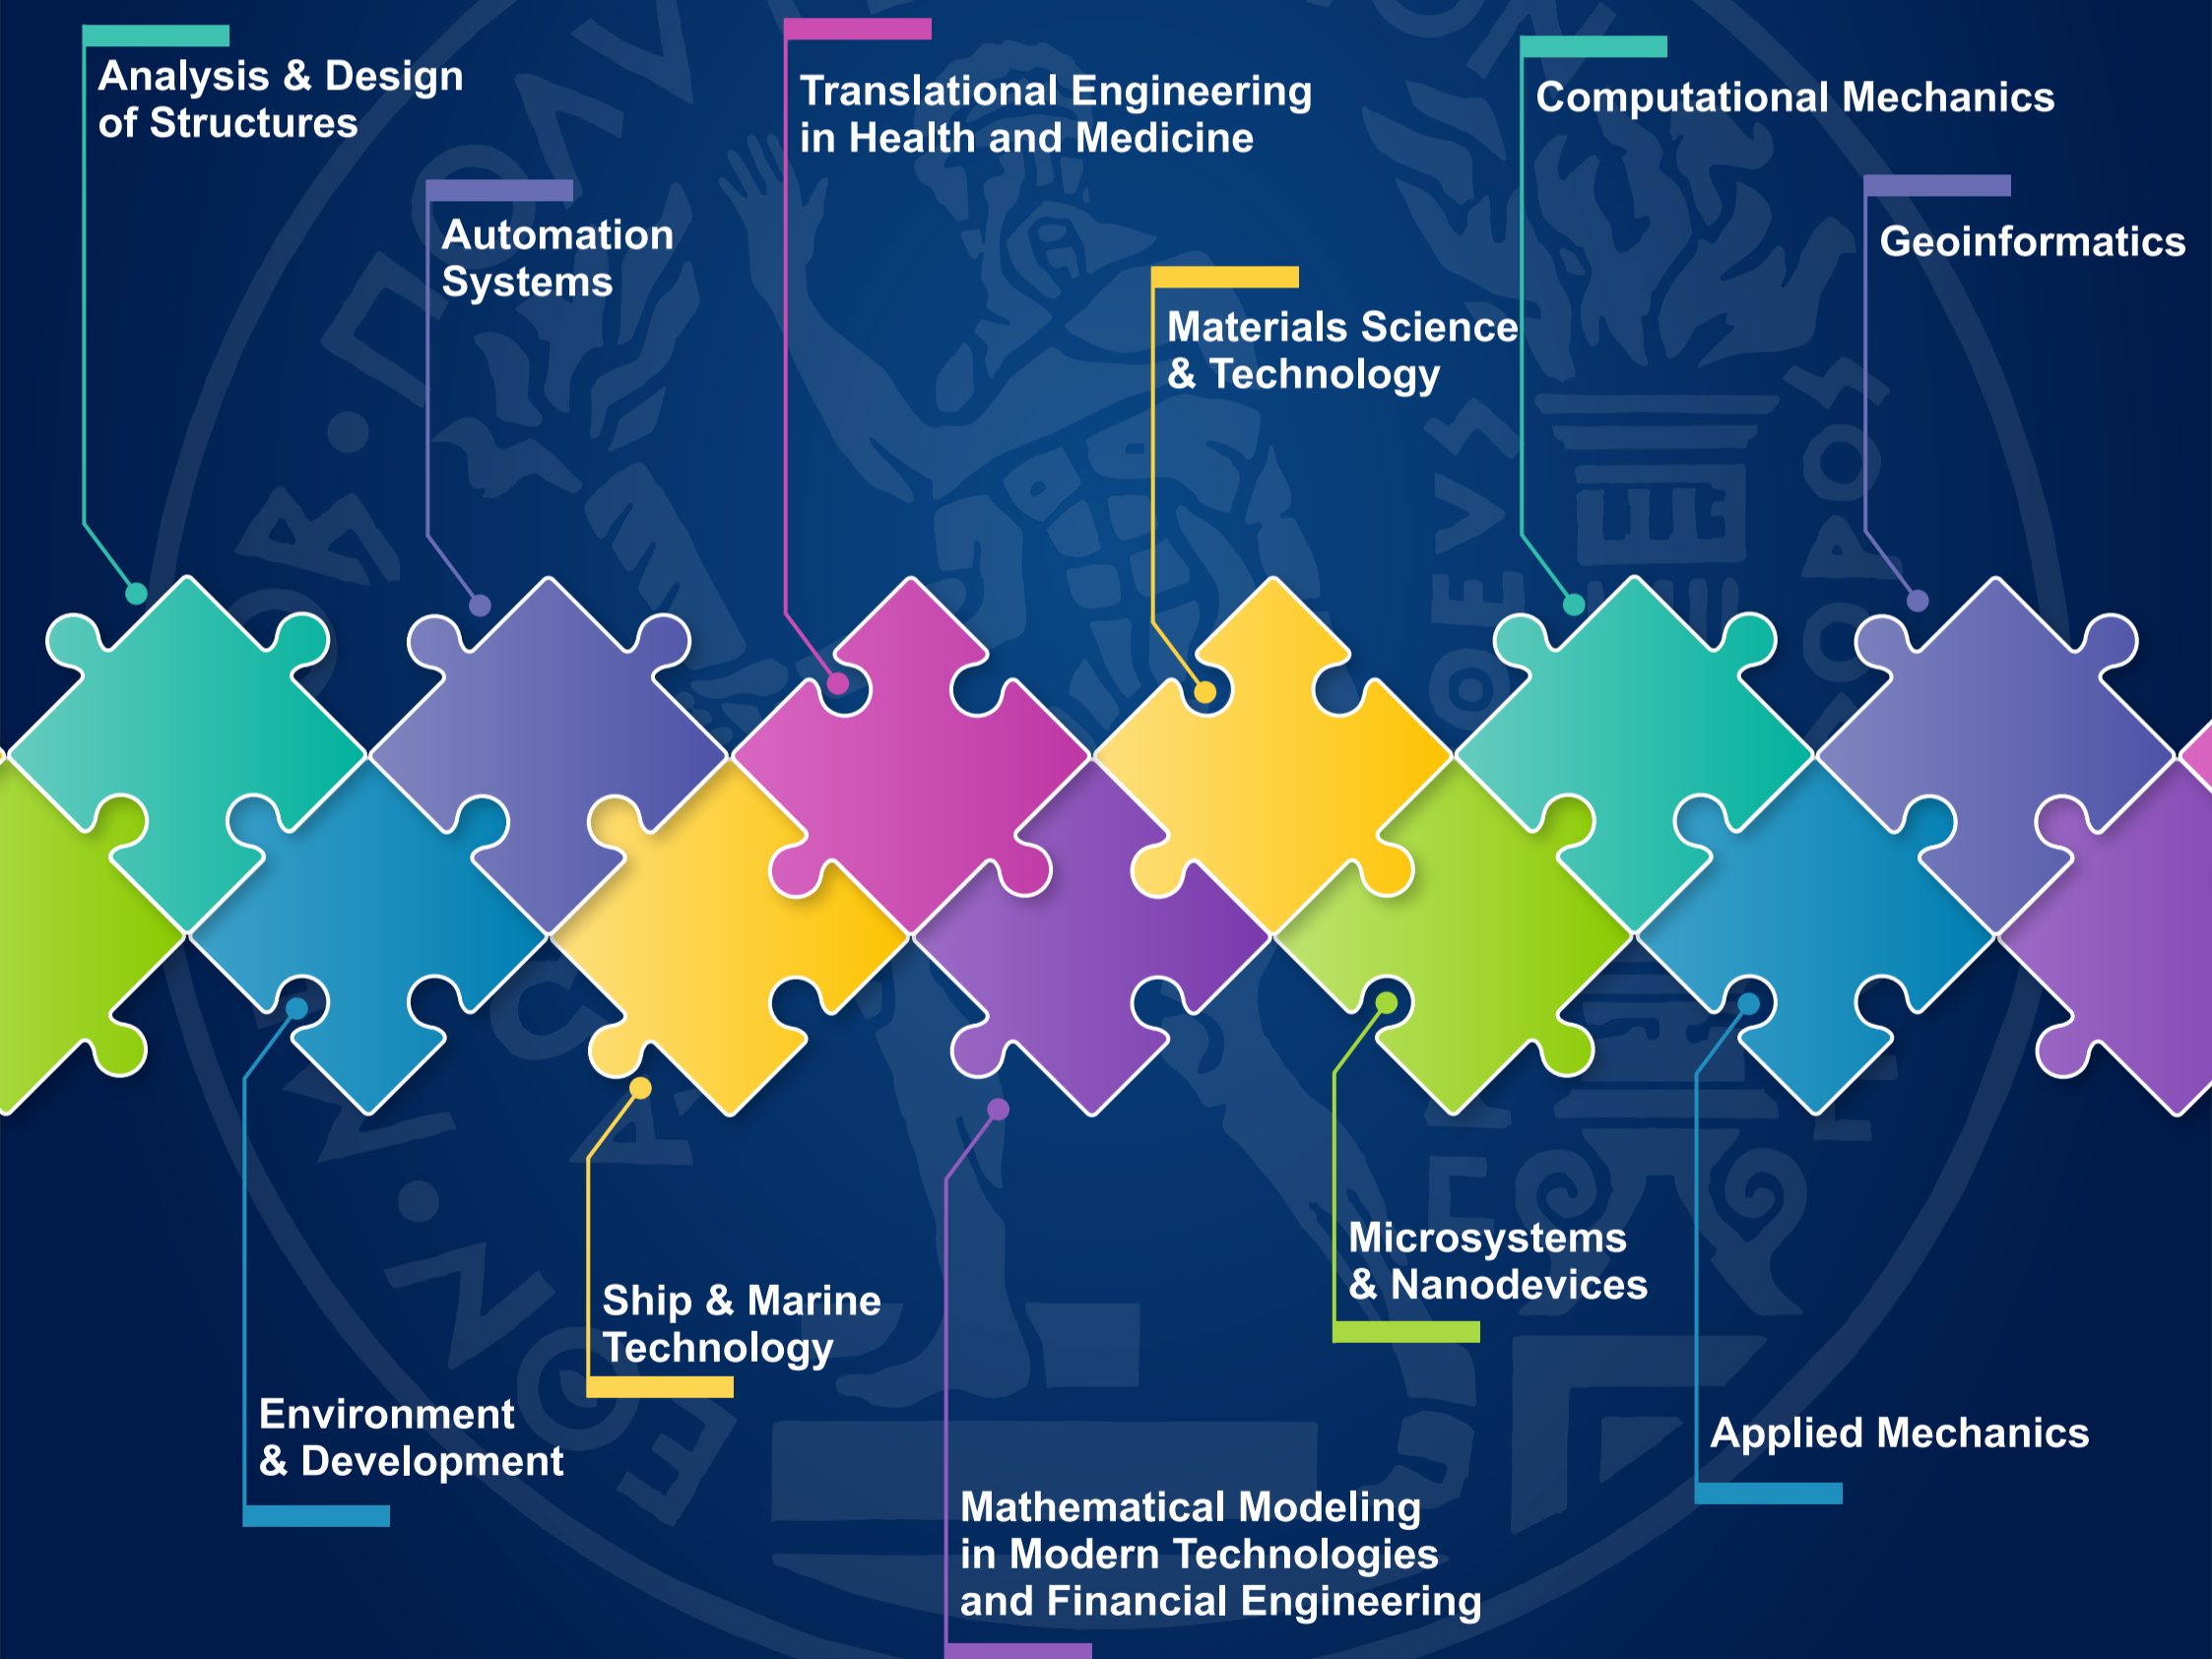 Analysis & Design
of Structures
Automation
Systems
Translational Engineering
in Health and Medicine
Materials Science
& Technology
Computational Mechanics
Geoinformatics
Environment
& Development
Ship & Marine
Technology
Mathematical Modeling
in Modern Technologies
and Financial Engineering
Microsystems
& Nanodevices
Applied Mechanics